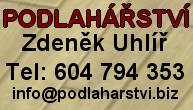 PODLAHÁŘSTVÍ
Zdeněk Uhlíř
Tel: 604 794 353
info@podlaharstvi.biz